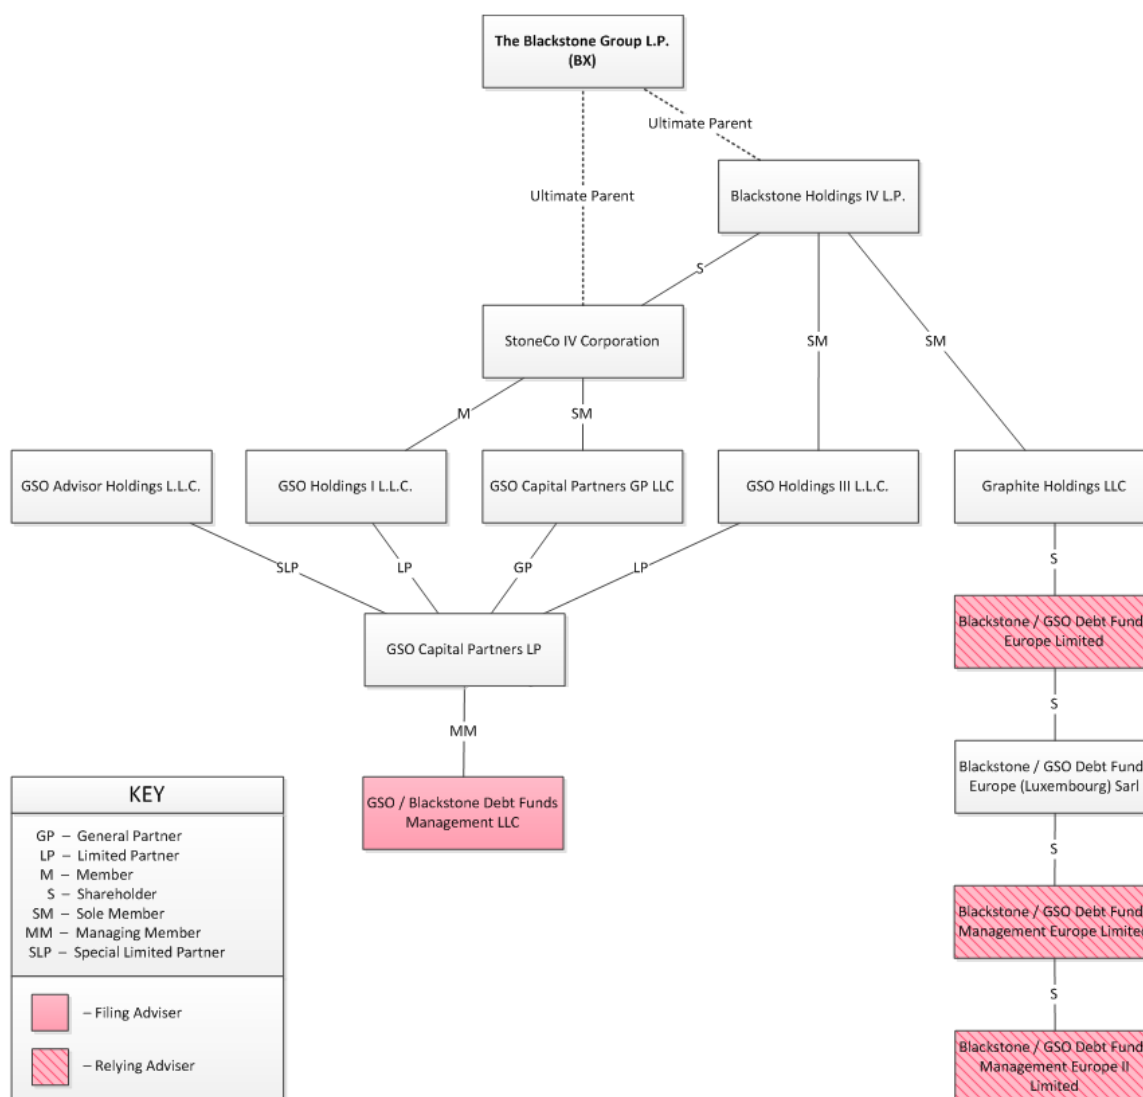 The Blackstone Group L.P.
(BX)
Ultimate Parent
Blackstone Holdings IV L.P.
Ultimate Parent
S
StoneCo IV Corporation
SM
SM
M
SM
GSO Advisor Holdings L.L.C.
GSO Holdings I L.L.C.
GSO Capital Partners GP LLC
GSO Holdings III L.L.C.
Graphite Holdings LLC
SLP
LP
GP
LP
S
Blackstone / GSO Debt Fund
Europe Limited
GSO Capital Partners LP
S
MM
Blackstone / GSO Debt Fund
Europe (Luxembourg) Sarl
GSO / Blackstone Debt Funds
Management LLC
S
Blackstone / GSO Debt Fund
Management Europe Limited
S
Blackstone / GSO Debt Fund
Management Europe II
Limited
KEY
GP – General Partner
LP – Limited Partner
M – Member
S – Shareholder
SM – Sole Member
MM – Managing Member
SLP – Special Limited Partner
– Filing Adviser
– Relying Adviser